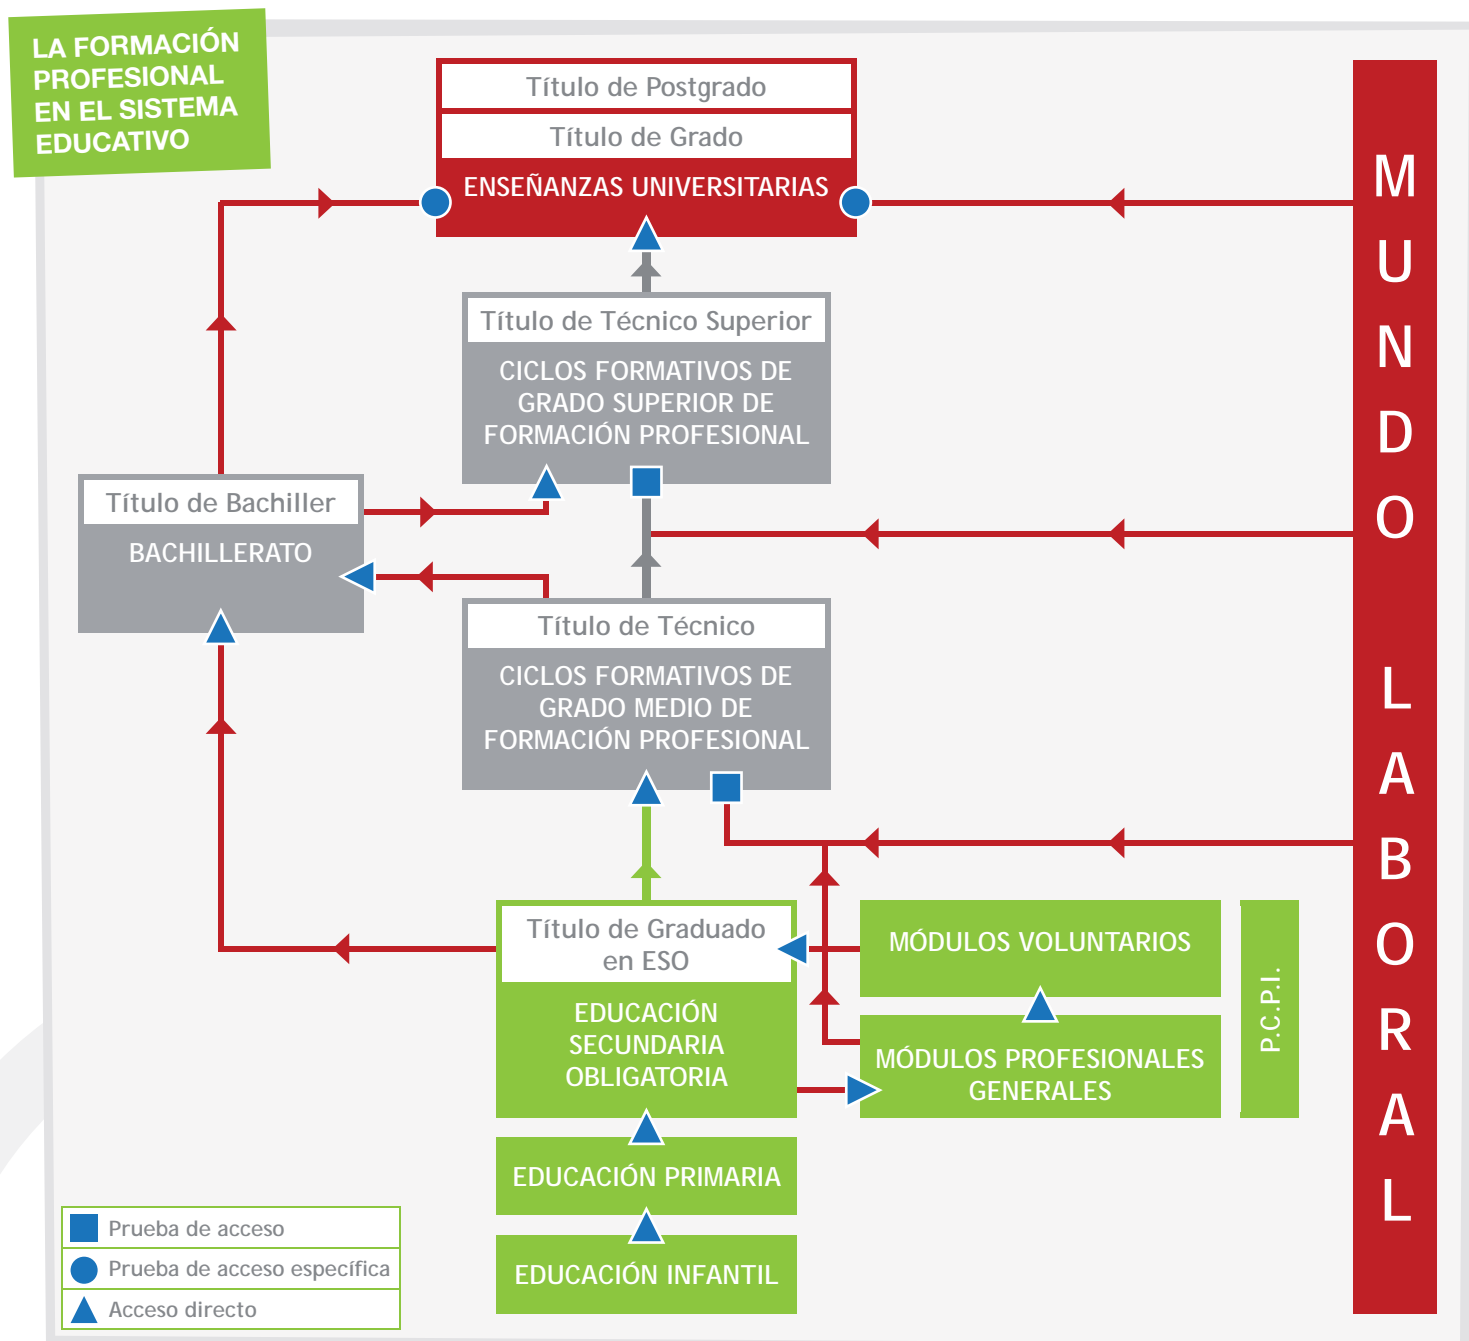 LA FORMACIÓN
PROFESIONAL
EN EL SISTEMA
EDUCATIVO
Título de Postgrado
Título de Grado
ENSEÑANZAS UNIVERSITARIAS
Título de Técnico Superior
CICLOS FORMATIVOS DE
GRADO SUPERIOR DE
FORMACIÓN PROFESIONAL
Título de Bachiller
BACHILLERATO
Título de Técnico
CICLOS FORMATIVOS DE
GRADO MEDIO DE
FORMACIÓN PROFESIONAL
Título de Graduado
en ESO
EDUCACIÓN
SECUNDARIA
OBLIGATORIA
MÓDULOS VOLUNTARIOS
MÓDULOS PROFESIONALES
GENERALES
P.C.P.I.
EDUCACIÓN PRIMARIA
EDUCACIÓN INFANTIL
MUNDO LABORAL
Prueba de acceso
Prueba de acceso específica
Acceso directo